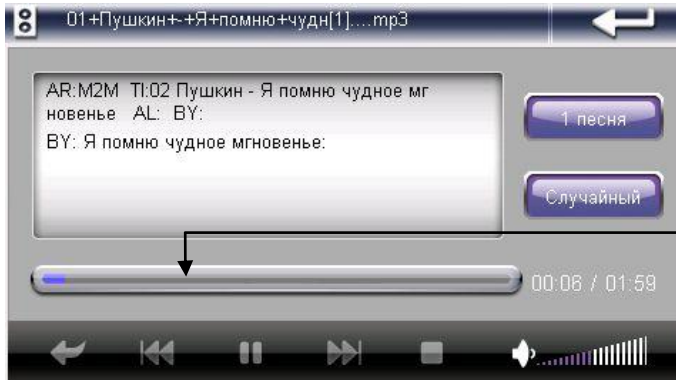 01+Пушкин+-+Я+помню+чудн[1]....mp3
AR:M2M TI:02 Пушкин - Я помню чудное мг
новенье AL: BY:
BY: Я помню чудное мгновенье:
1 песня
Случайный
00:06 / 01:59